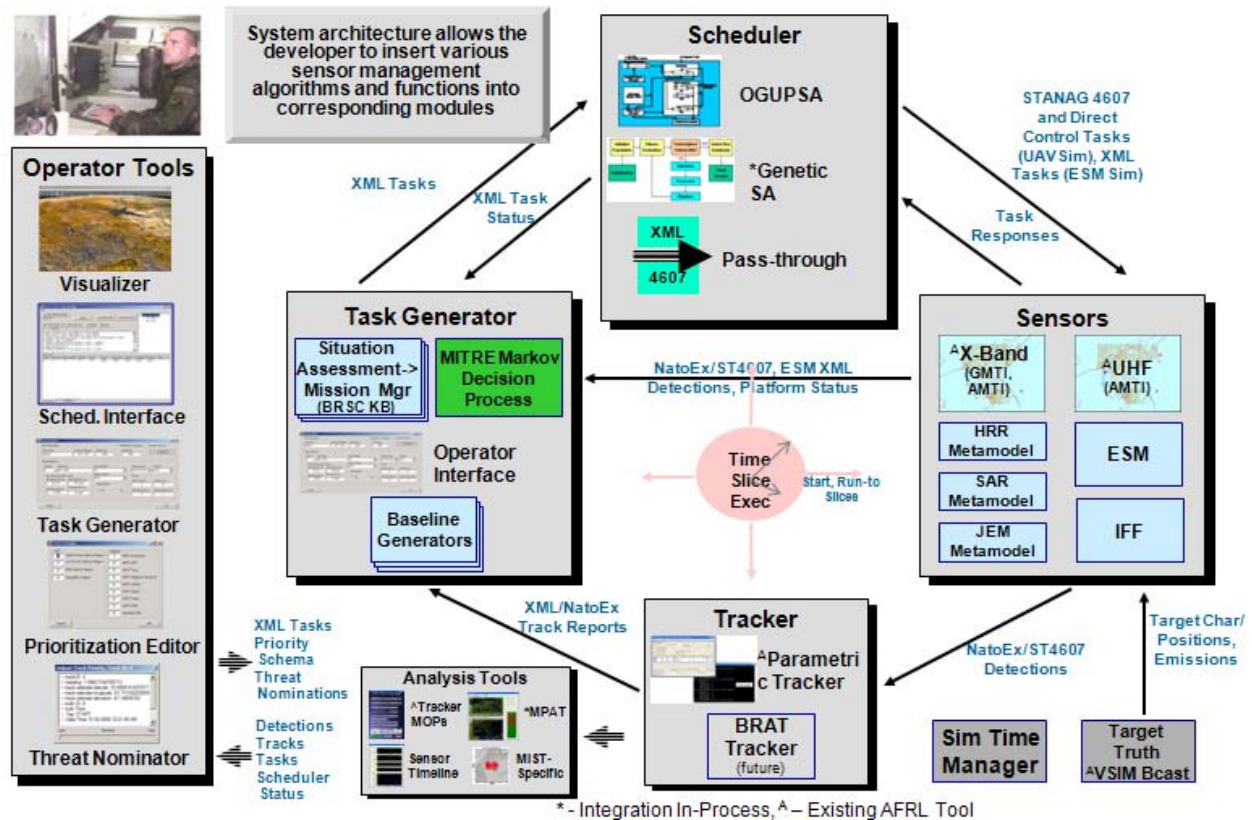 System architecture allows the
developer to insert various
sensor management
algorithms and functions into
corresponding modules
Operator Tools
Visualizer
Sched. Interface
Task Generator
Prioritization Editor
Threat Nominator
XML Tasks
XML Task
Status
Scheduler
OGUPSA
*Genetic
SA
XML
4607
Pass-through
STANAG 4607
and Direct
Control Tasks
(UAV Sim), XML
Tasks (ESM Sim)
Task
Responses
Task Generator
Situation
Assessment->
Mission Mgr
(BRSC KB)
MITRE Markov
Decision
Process
Operator
Interface
Baseline
Generators
NatoEx/ST4607, ESM XML
Detections, Platform Status
Time
Slice
Exec
Start, Run-to
Slices
Sensors
AX-Band
(GMTI,
AMTI)
AUHF
(AMTI)
HRR
Metamodel
SAR
Metamodel
JEM
Metamodel
ESM
IFF
XML/NatoEx
Track Reports
XML Tasks
Priority
Schema
Threat
Nominations
Detections
Tracks
Tasks
Scheduler
Status
Analysis Tools
^Tracker
MOPs
*MPAT
Sensor
Timeline
MIST-
Specific
Tracker
AParametri
c Tracker
BRAT
Tracker
(future)
NatoEx/ST4607
Detections
Target Char/
Positions,
Emissions
Sim Time
Manager
Target
Truth
AVSIM Bcast
* - Integration In-Process, A – Existing AFRL Tool